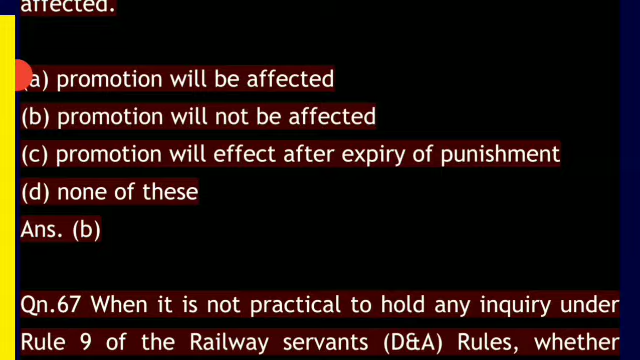 affected.
(a) promotion will be affected
(b) promotion will not be affected
(c) promotion will effect after expiry of punishment
(d) none of these
Ans. (b)
Qn.67 When it is not practical to hold any inquiry under
Rule 9 of the Railway servants (D&A) Rules, whether